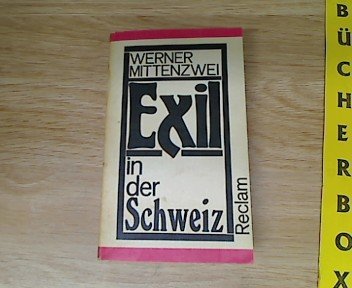 WERNER
MITTENZWEI
Exil
in
der
Schweiz
Reclam
BÜCHERBOX